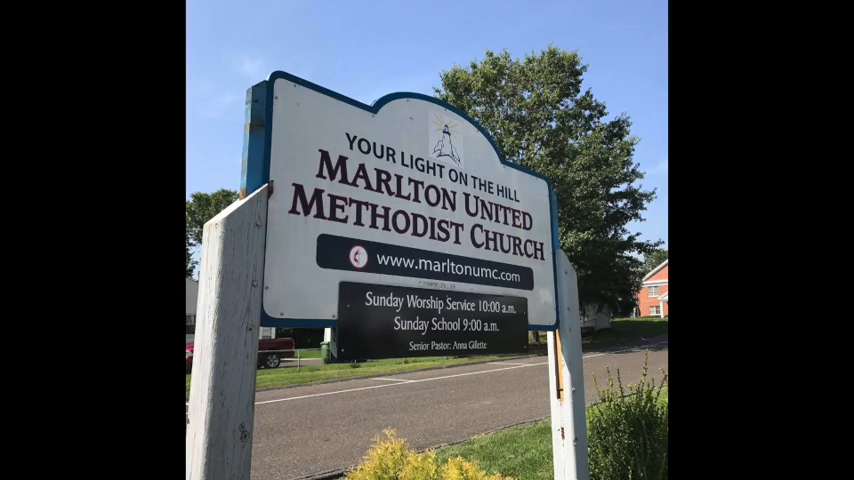 YOUR LIGHT ON THE HILL
MARLTON UNITED
METHODIST CHURCH
www.marltonumc.com
Sunday Worship Service 10:00 a.m.
Sunday School 9:00 a.m.
Senior Pastor: Anna Gillette